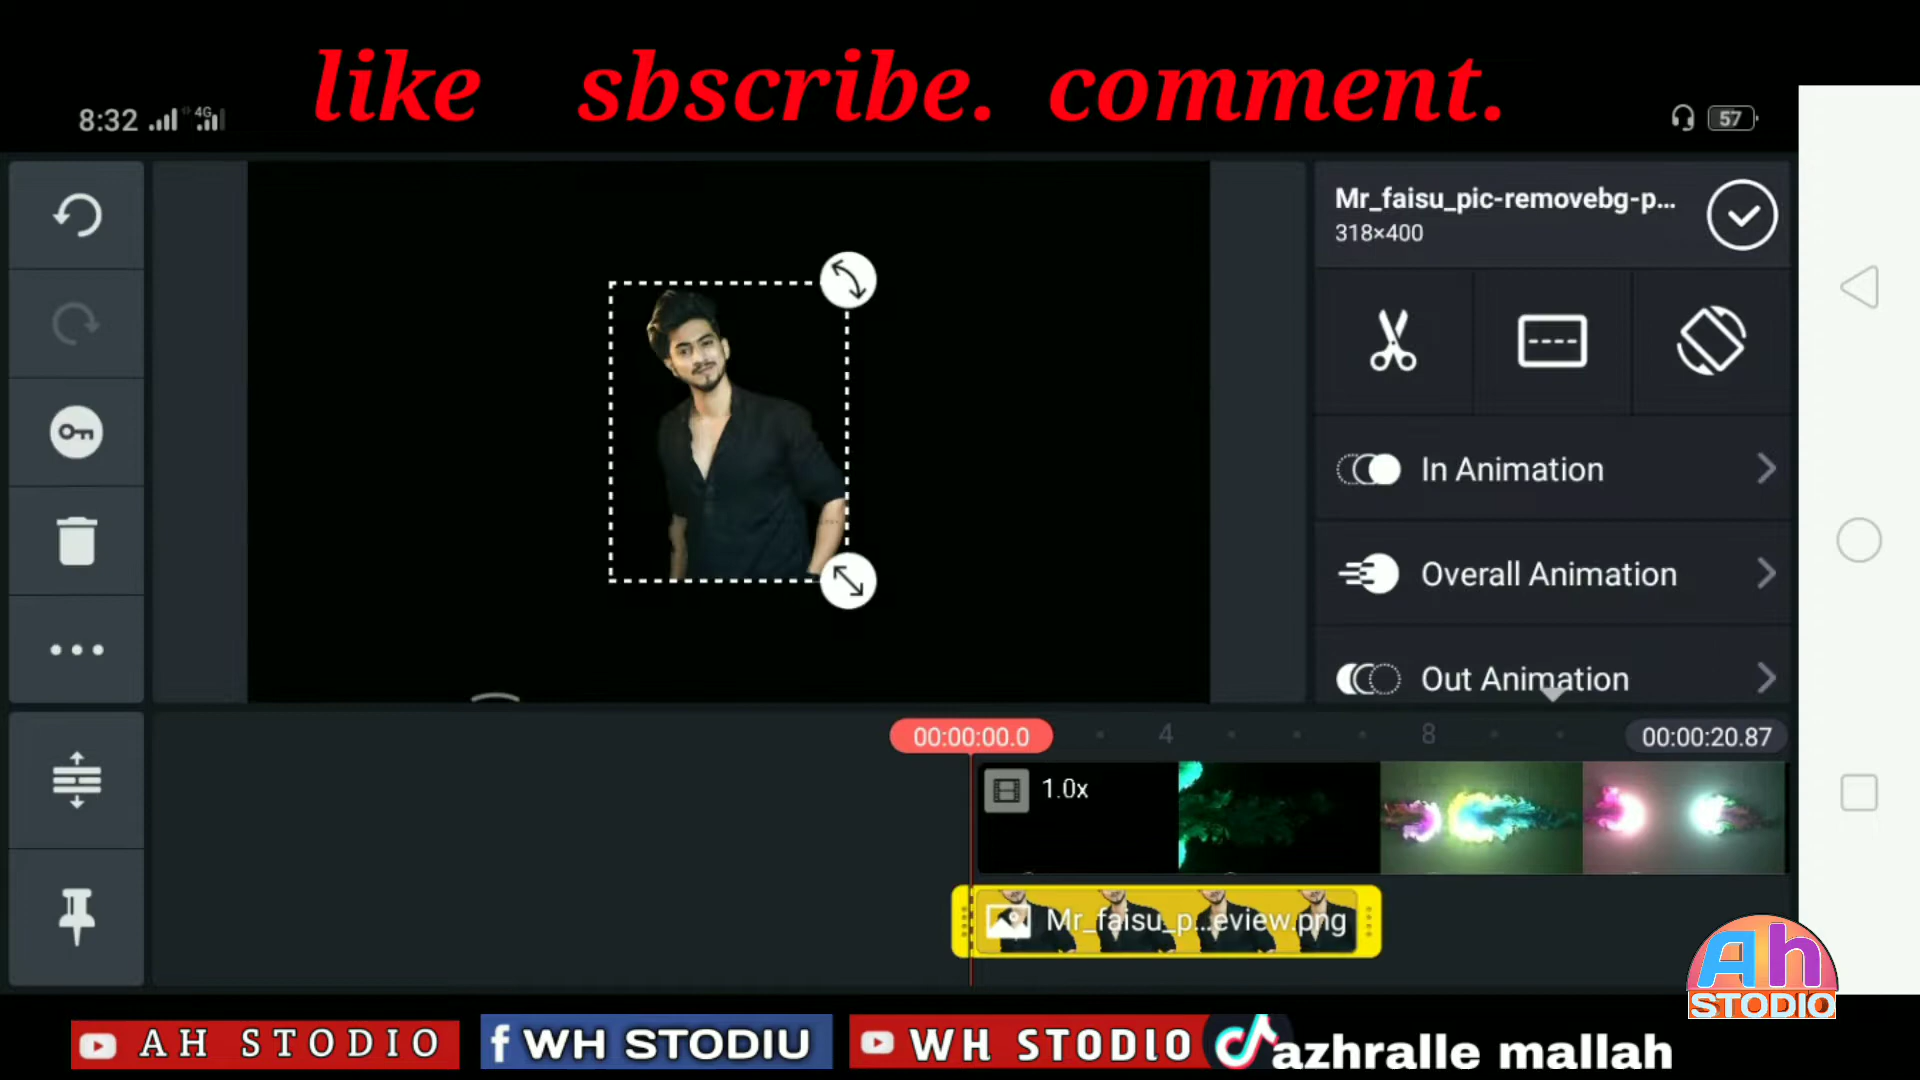 like sbscribe. comment.
8:32 4G 57
Mr_faisu_pic-removebg-p...
318×400
In Animation
Overall Animation
Out Animation
00:00:00.0 4 8 00:00:20.87
1.0x
Mr_faisu_p...eview.png
Ah
STODIO
AH STODIO f WH STODIU WH STODIO azhralle mallah